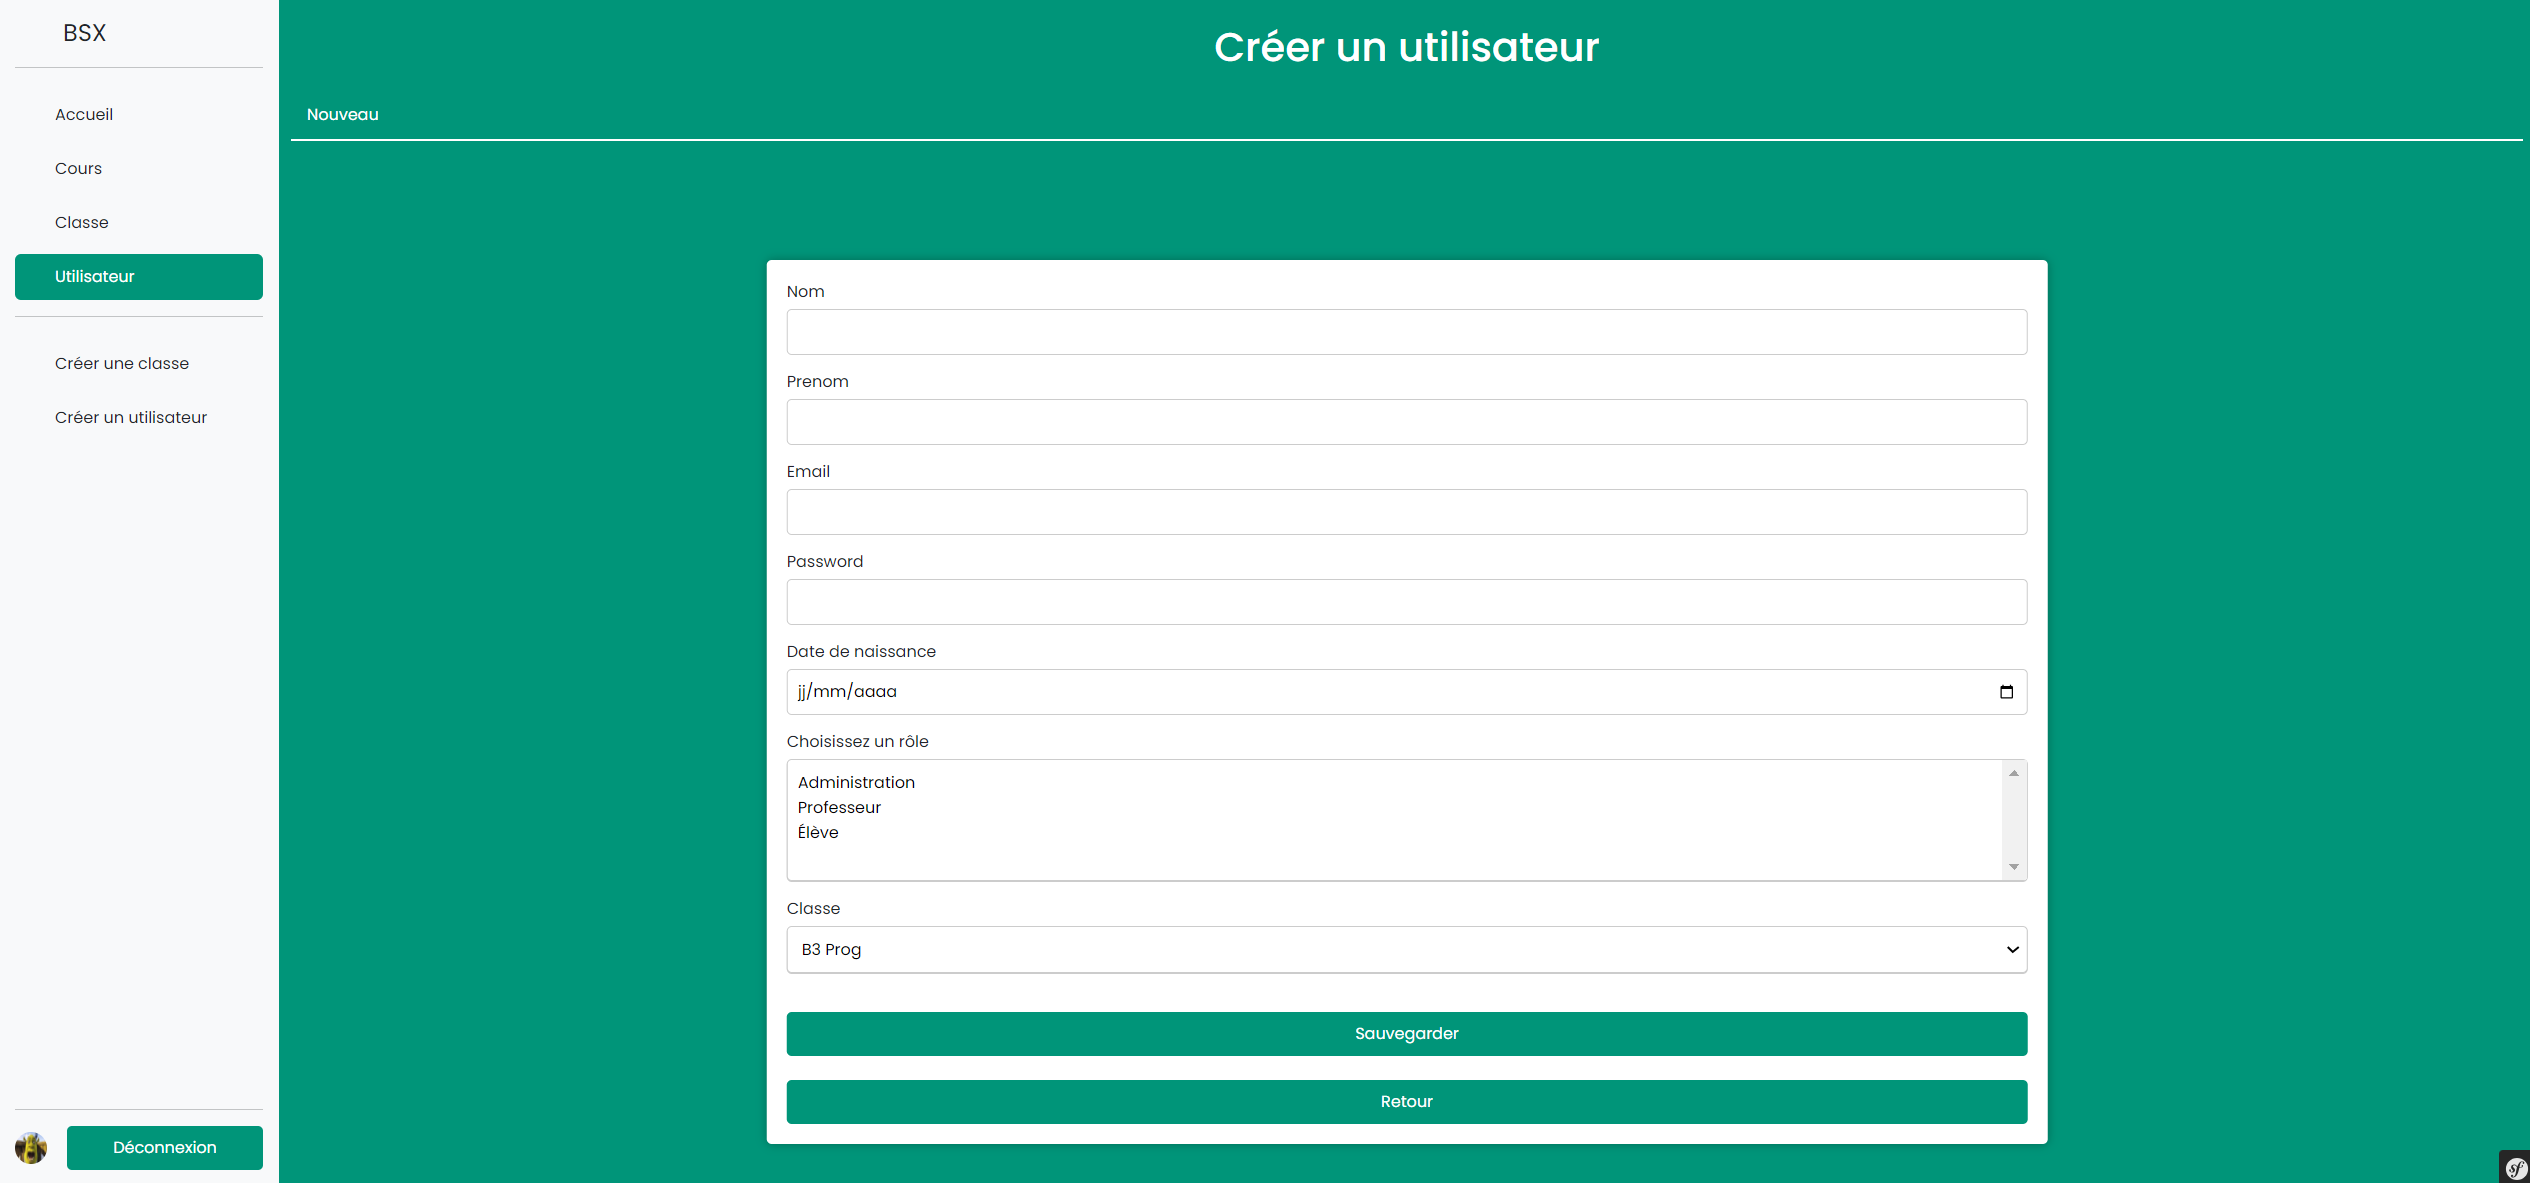 BSX
Accueil
Cours
Classe
Utilisateur
Créer une classe
Créer un utilisateur
Déconnexion
Créer un utilisateur
Nouveau
Nom
Prenom
Email
Password
Date de naissance
jj/mm/aaaa
Choisissez un rôle
Administration
Professeur
Élève
Classe
B3 Prog
Sauvegarder
Retour
sf